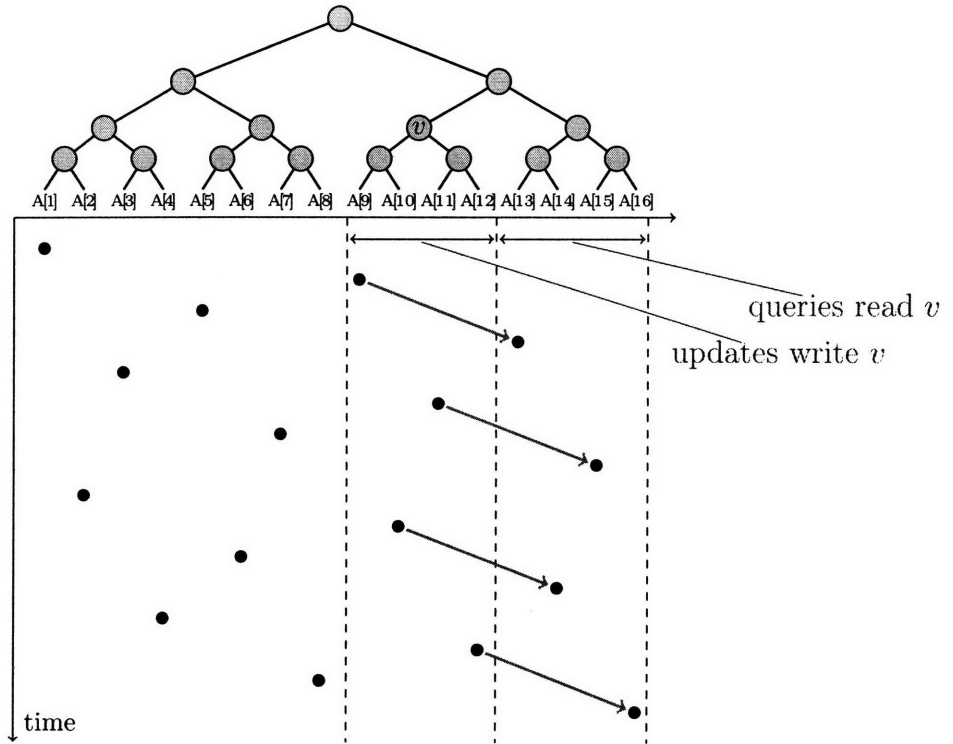 v
A[1] A[2] A[3] A[4] A[5] A[6] A[7] A[8] A[9] A[10] A[11] A[12] A[13] A[14] A[15] A[16]
queries read v
updates write v
time